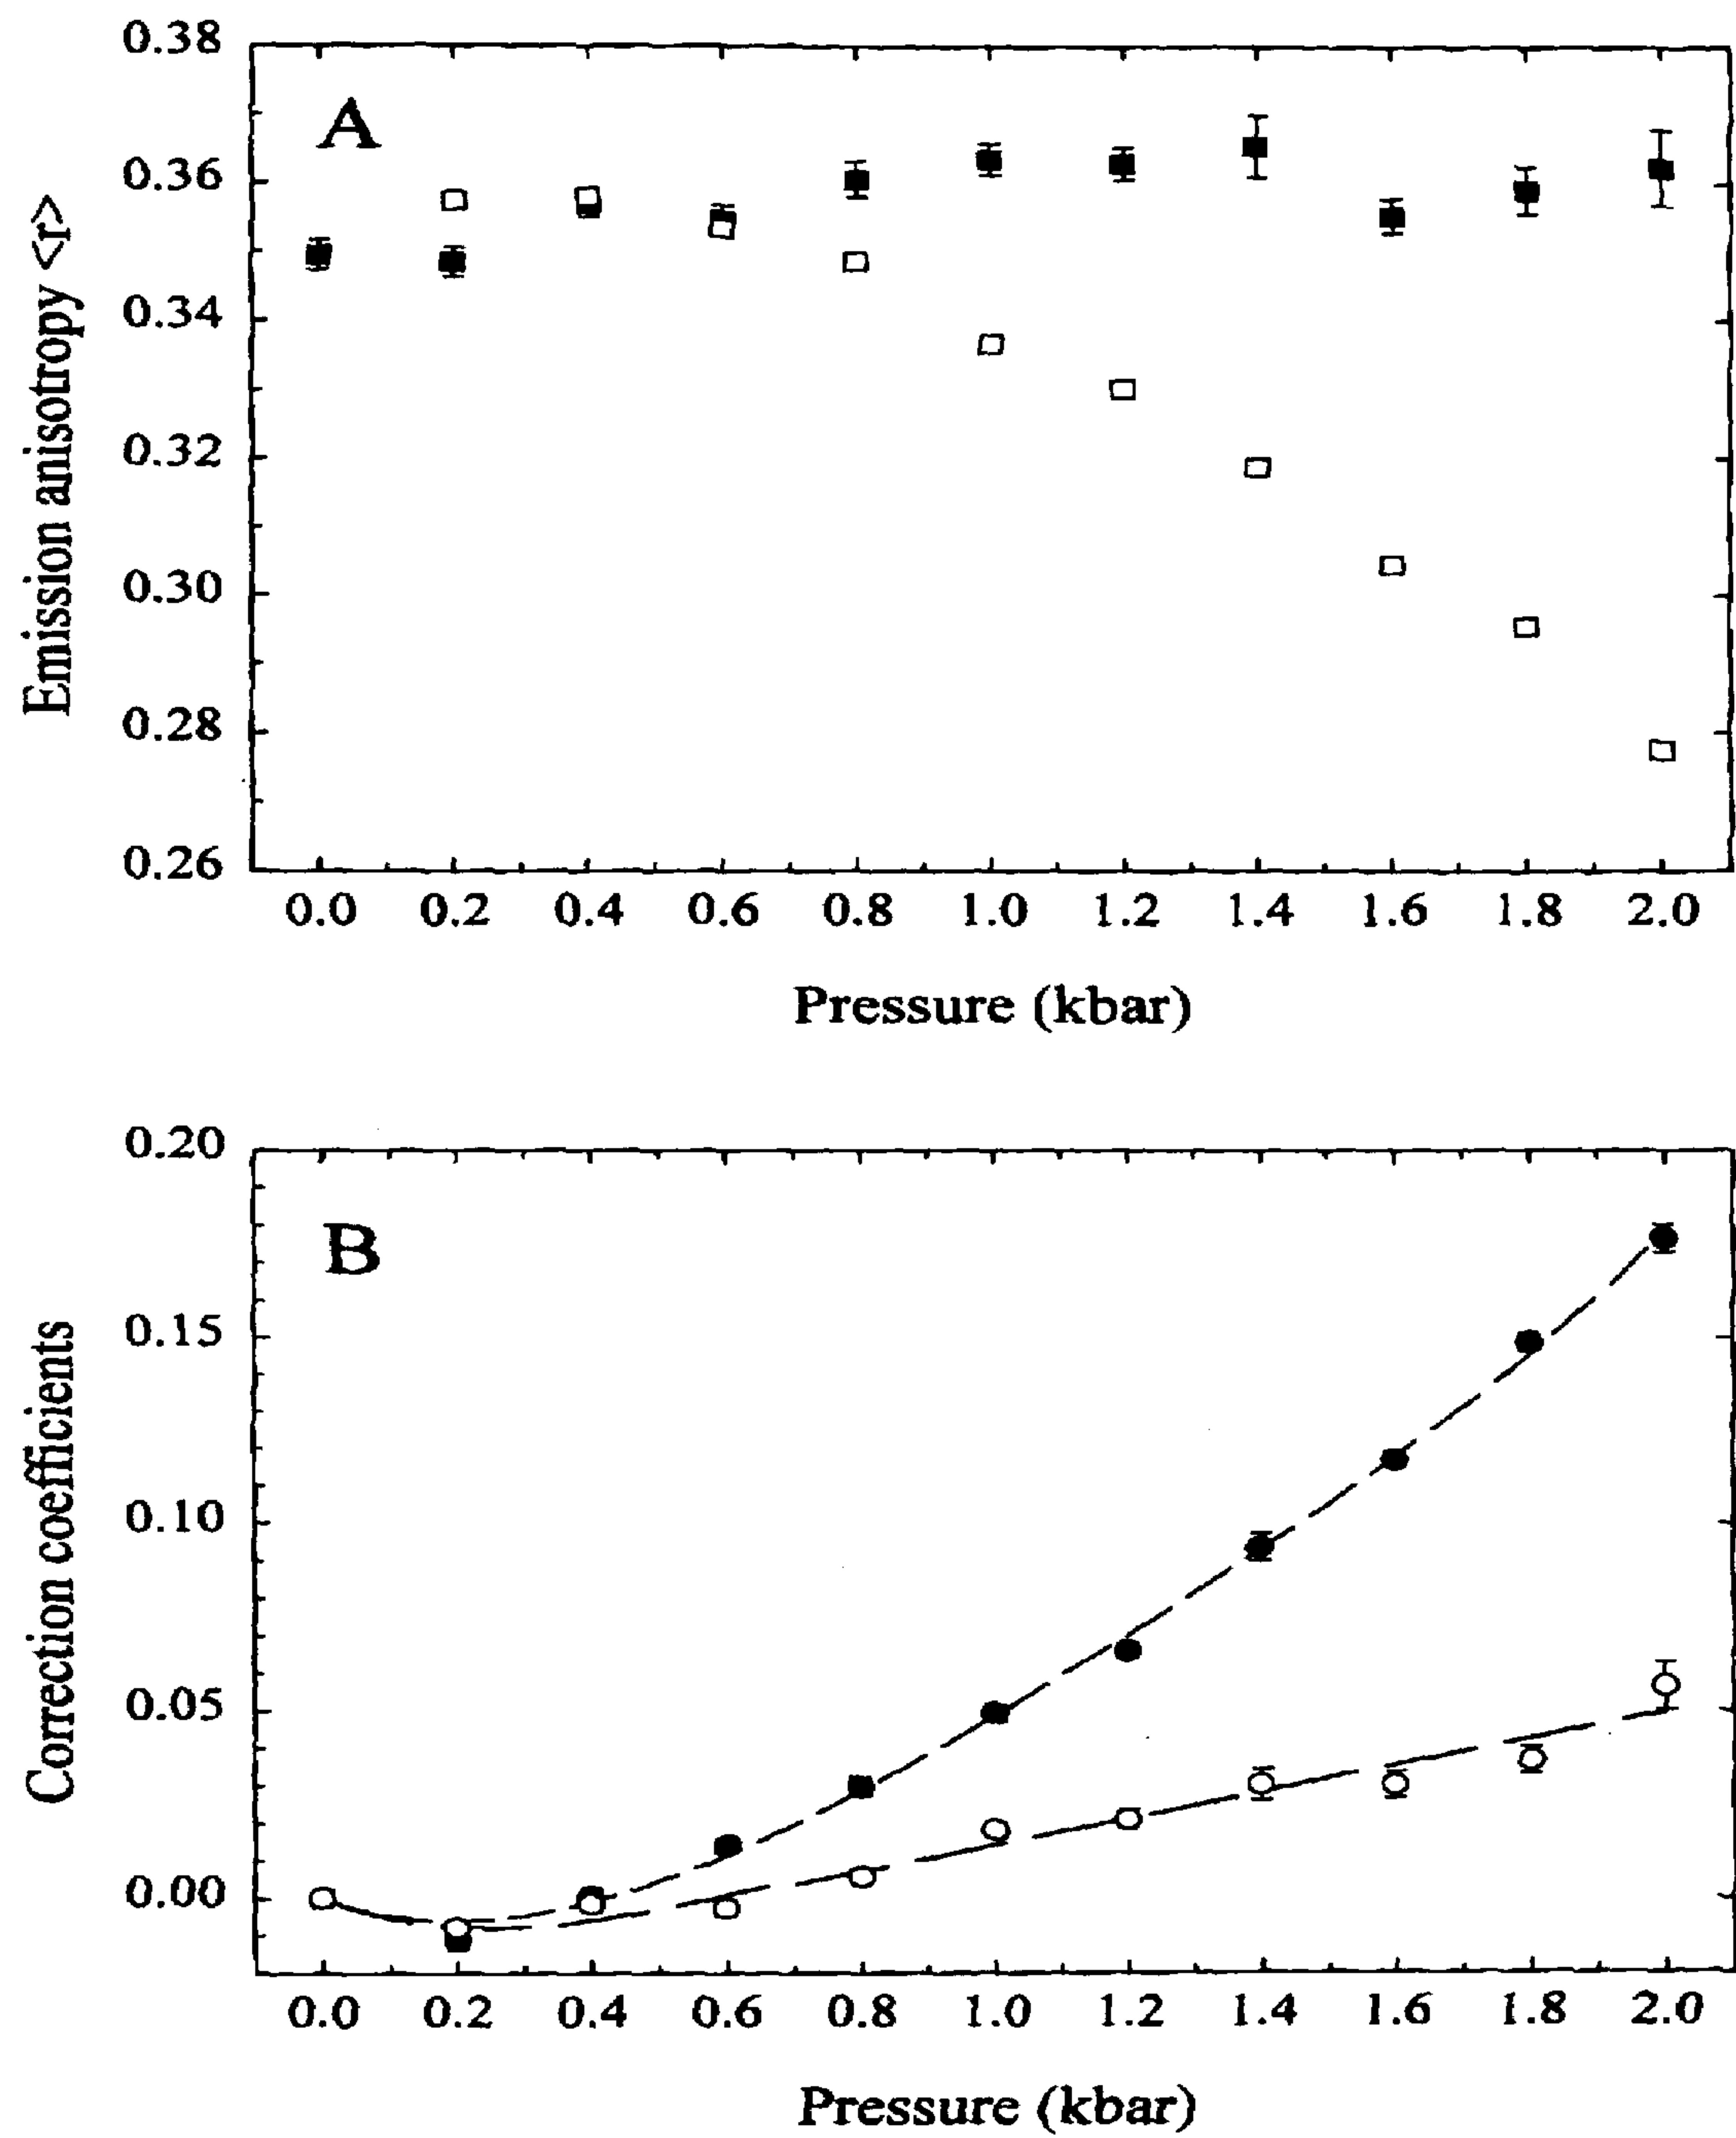 A
Emission anisotropy <r>
0.38
0.36
0.34
0.32
0.30
0.28
0.26
0.0 0.2 0.4 0.6 0.8 1.0 1.2 1.4 1.6 1.8 2.0
Pressure (kbar)
B
Correction coefficients
0.20
0.15
0.10
0.05
0.00
0.0 0.2 0.4 0.6 0.8 1.0 1.2 1.4 1.6 1.8 2.0
Pressure (kbar)